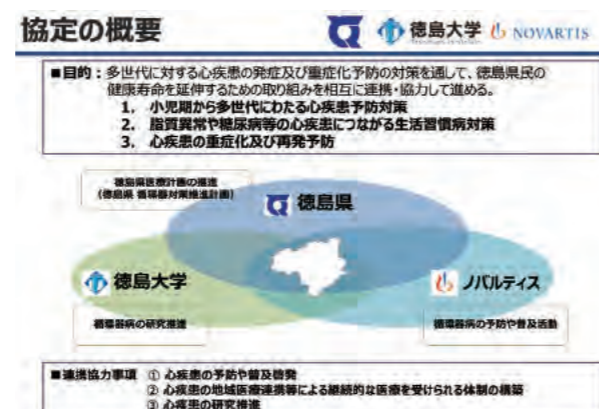 協定の概要
徳島大学
NOVARTIS
■目的：多世代に対する心疾患の発症及び重症化予防の対策を通して、徳島県民の
健康寿命を延伸するための取り組みを相互に連携・協力して進める。
1. 小児期から多世代にわたる心疾患予防対策
2. 脂質異常や糖尿病等の心疾患につながる生活習慣病対策
3. 心疾患の重症化及び再発予防
徳島県医療計画の推進
（徳島県 循環器対策推進計画）
徳島県
徳島大学
ノバルティス
循環器病の研究推進
循環器病の予防や普及活動
■連携協力事項 ① 心疾患の予防や普及啓発
② 心疾患の地域医療連携等による継続的な医療を受けられる体制の構築
③ 心疾患の研究推進